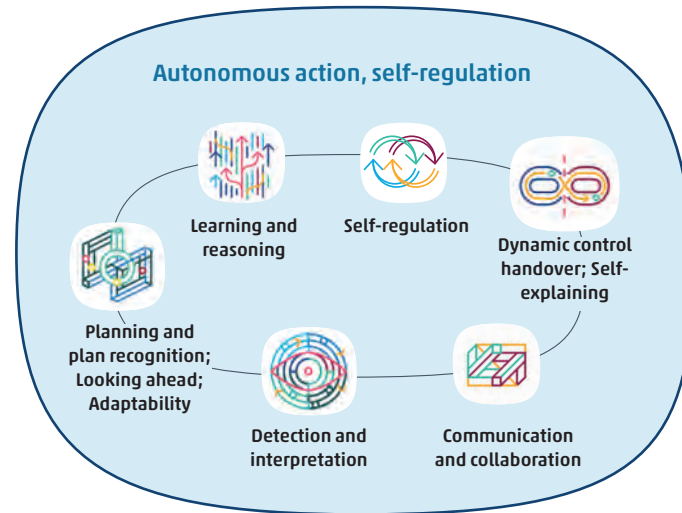 Autonomous action, self-regulation
Learning and
reasoning
Self-regulation
Dynamic control
handover; Self-
explaining
Planning and
plan recognition;
Looking ahead;
Adaptability
Detection and
interpretation
Communication
and collaboration